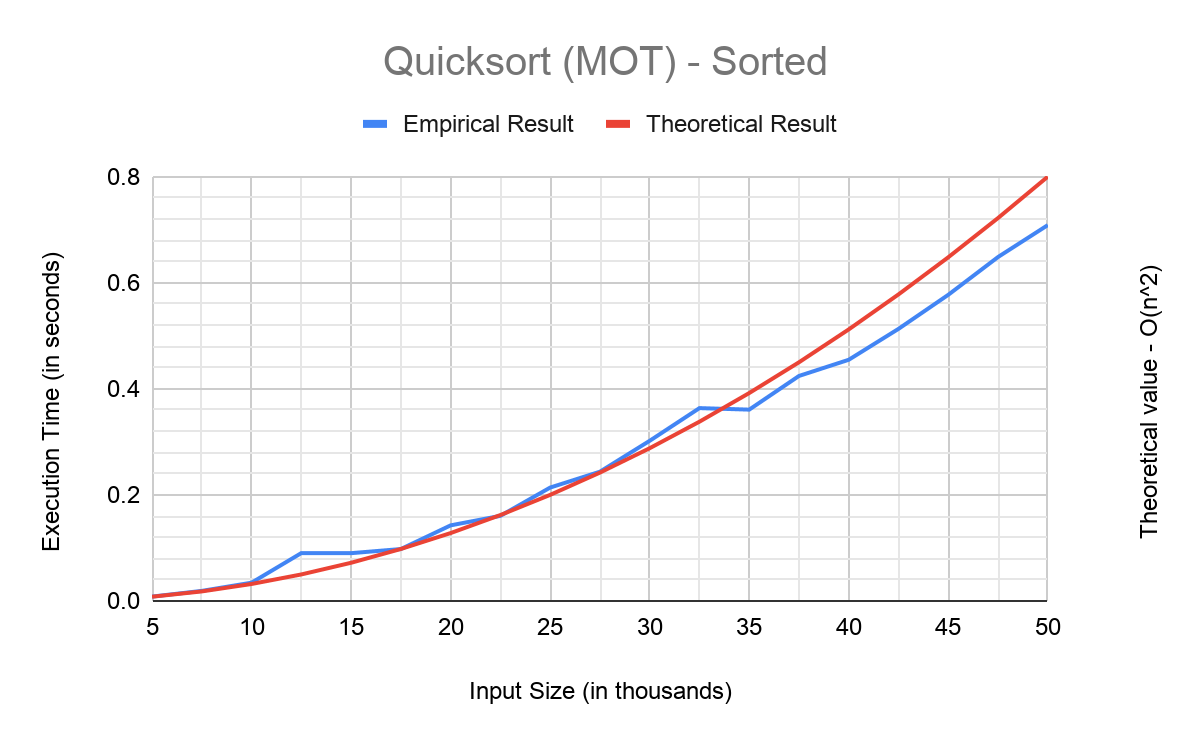 Quicksort (MOT) - Sorted
Empirical Result
Theoretical Result
Execution Time (in seconds)
0.8
0.6
0.4
0.2
0.0
5
10
15
20
25
30
35
40
45
50
Input Size (in thousands)
Theoretical value - O(n^2)